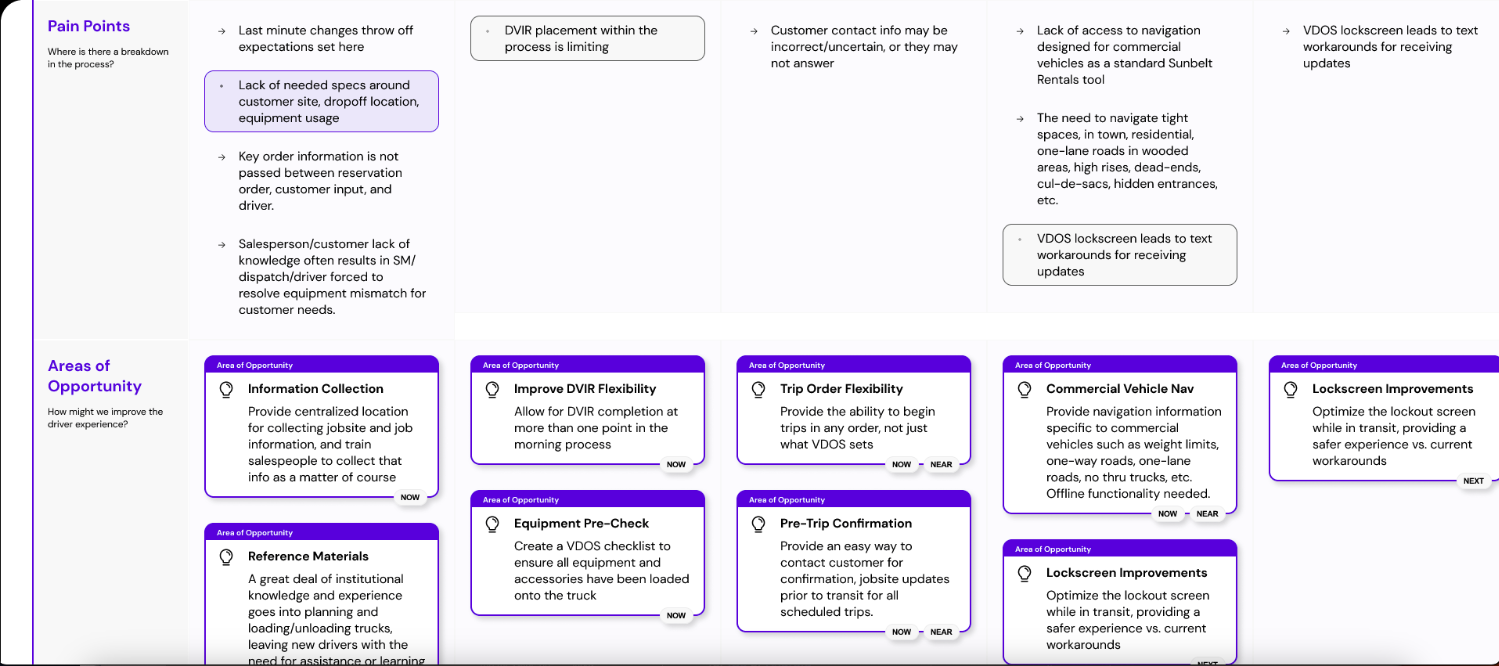 Pain Points
Where is there a breakdown
in the process?
→ Last minute changes throw off
expectations set here
• Lack of needed specs around
customer site, dropoff location,
equipment usage
→ Key order information is not
passed between reservation
order, customer input, and
driver.
→ Salesperson/customer lack of
knowledge often results in SM/
dispatch/driver forced to
resolve equipment mismatch for
customer needs.
• DVIR placement within the
process is limiting
→ Customer contact info may be
incorrect/uncertain, or they may
not answer
→ Lack of access to navigation
designed for commercial
vehicles as a standard Sunbelt
Rentals tool
→ The need to navigate tight
spaces, in town, residential,
one-lane roads in wooded
areas, high rises, dead-ends,
cul-de-sacs, hidden entrances,
etc.
• VDOS lockscreen leads to text
workarounds for receiving
updates
→ VDOS lockscreen leads to text
workarounds for receiving
updates
Areas of
Opportunity
How might we improve the
driver experience?
Area of Opportunity
Information Collection
Provide centralized location
for collecting jobsite and job
information, and train
salespeople to collect that
info as a matter of course
NOW
Area of Opportunity
Reference Materials
A great deal of institutional
knowledge and experience
goes into planning and
loading/unloading trucks,
leaving new drivers with the
need for assistance or learning
Area of Opportunity
Improve DVIR Flexibility
Allow for DVIR completion at
more than one point in the
morning process
NOW
Area of Opportunity
Equipment Pre-Check
Create a VDOS checklist to
ensure all equipment and
accessories have been loaded
onto the truck
NOW
Area of Opportunity
Trip Order Flexibility
Provide the ability to begin
trips in any order, not just
what VDOS sets
NOW NEAR
Area of Opportunity
Pre-Trip Confirmation
Provide an easy way to
contact customer for
confirmation, jobsite updates
prior to transit for all
scheduled trips.
NOW NEAR
Area of Opportunity
Commercial Vehicle Nav
Provide navigation information
specific to commercial
vehicles such as weight limits,
one-way roads, one-lane
roads, no thru trucks, etc.
Offline functionality needed.
NOW NEAR
Area of Opportunity
Lockscreen Improvements
Optimize the lockout screen
while in transit, providing a
safer experience vs. current
workarounds
NEXT
Area of Opportunity
Lockscreen Improvements
Optimize the lockout screen
while in transit, providing a
safer experience vs. current
workarounds
NEXT